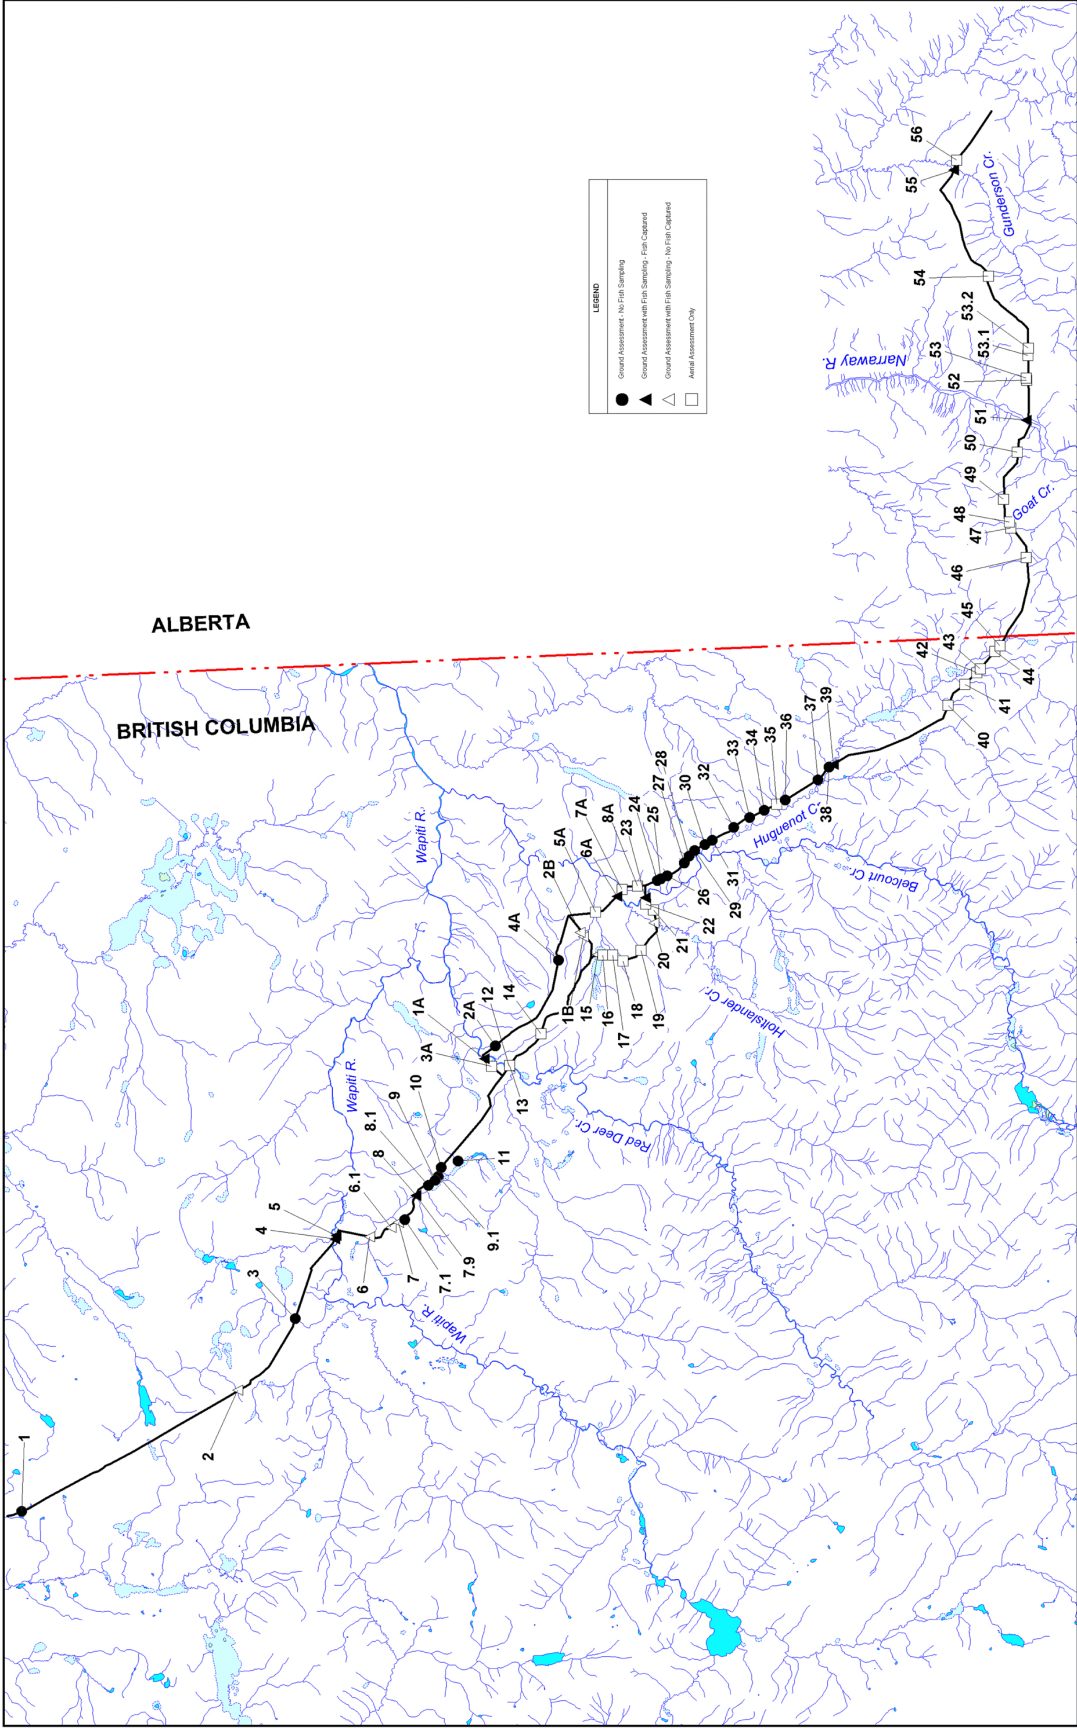 ALBERTA
BRITISH COLUMBIA
LEGEND
Ground Assessment - No Fish Sampling
Ground Assessment with Fish Sampling - Fish Captured
Ground Assessment with Fish Sampling - No Fish Captured
Aerial Assessment Only
Wapiti R.
Wapiti R.
Wapiti R.
Red Deer Cr.
Holtslander Cr.
Belcourt Cr.
Huguenot C
Narraway R.
Goat Cr.
Gunderson Cr.
1
2
3
4
5
6
6.1
7
7.1
7.9
8
8.1
9
9.1
10
11
3A
1A
2A
12
13
14
4A
1B
2B
15
16
17
18
19
20
21
22
5A
6A
7A
8A
23
24
25
26
27
28
29
30
31
32
33
34
35
36
37
38
39
40
41
42
43
44
45
46
47
48
49
50
51
52
53
53.1
53.2
54
55
56